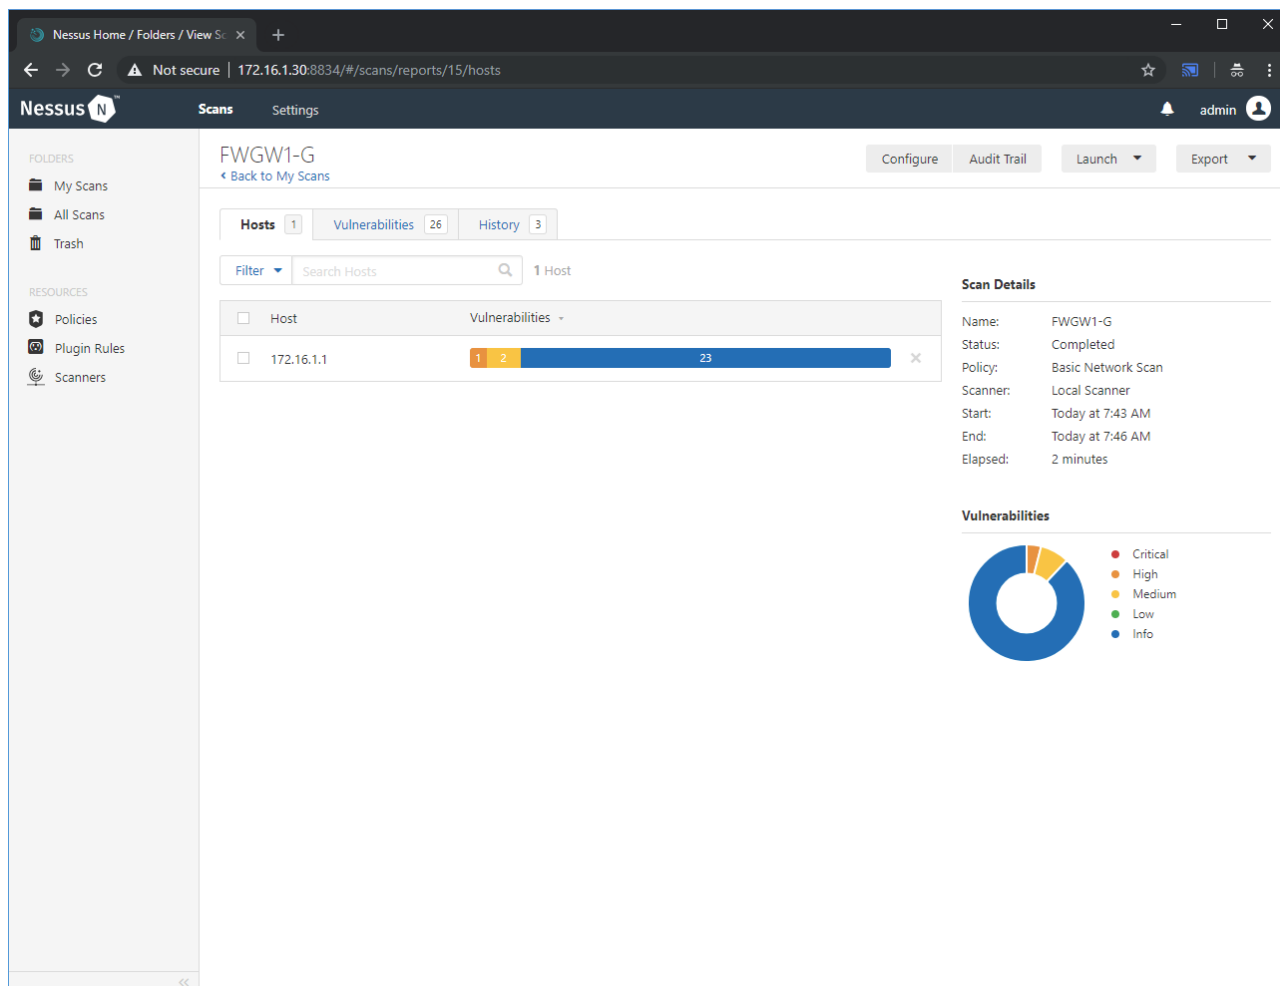 Nessus Home / Folders / View Sc
Not secure | 172.16.1.30:8834/#/scans/reports/15/hosts
Nessus N ™
Scans
Settings
admin
FOLDERS
My Scans
All Scans
Trash
RESOURCES
Policies
Plugin Rules
Scanners
FWGW1-G
Back to My Scans
Configure
Audit Trail
Launch
Export
Hosts 1
Vulnerabilities 26
History 3
Filter
Search Hosts
1 Host
Host
Vulnerabilities
172.16.1.1
1 2 23
Scan Details
Name: FWGW1-G
Status: Completed
Policy: Basic Network Scan
Scanner: Local Scanner
Start: Today at 7:43 AM
End: Today at 7:46 AM
Elapsed: 2 minutes
Vulnerabilities
Critical
High
Medium
Low
Info